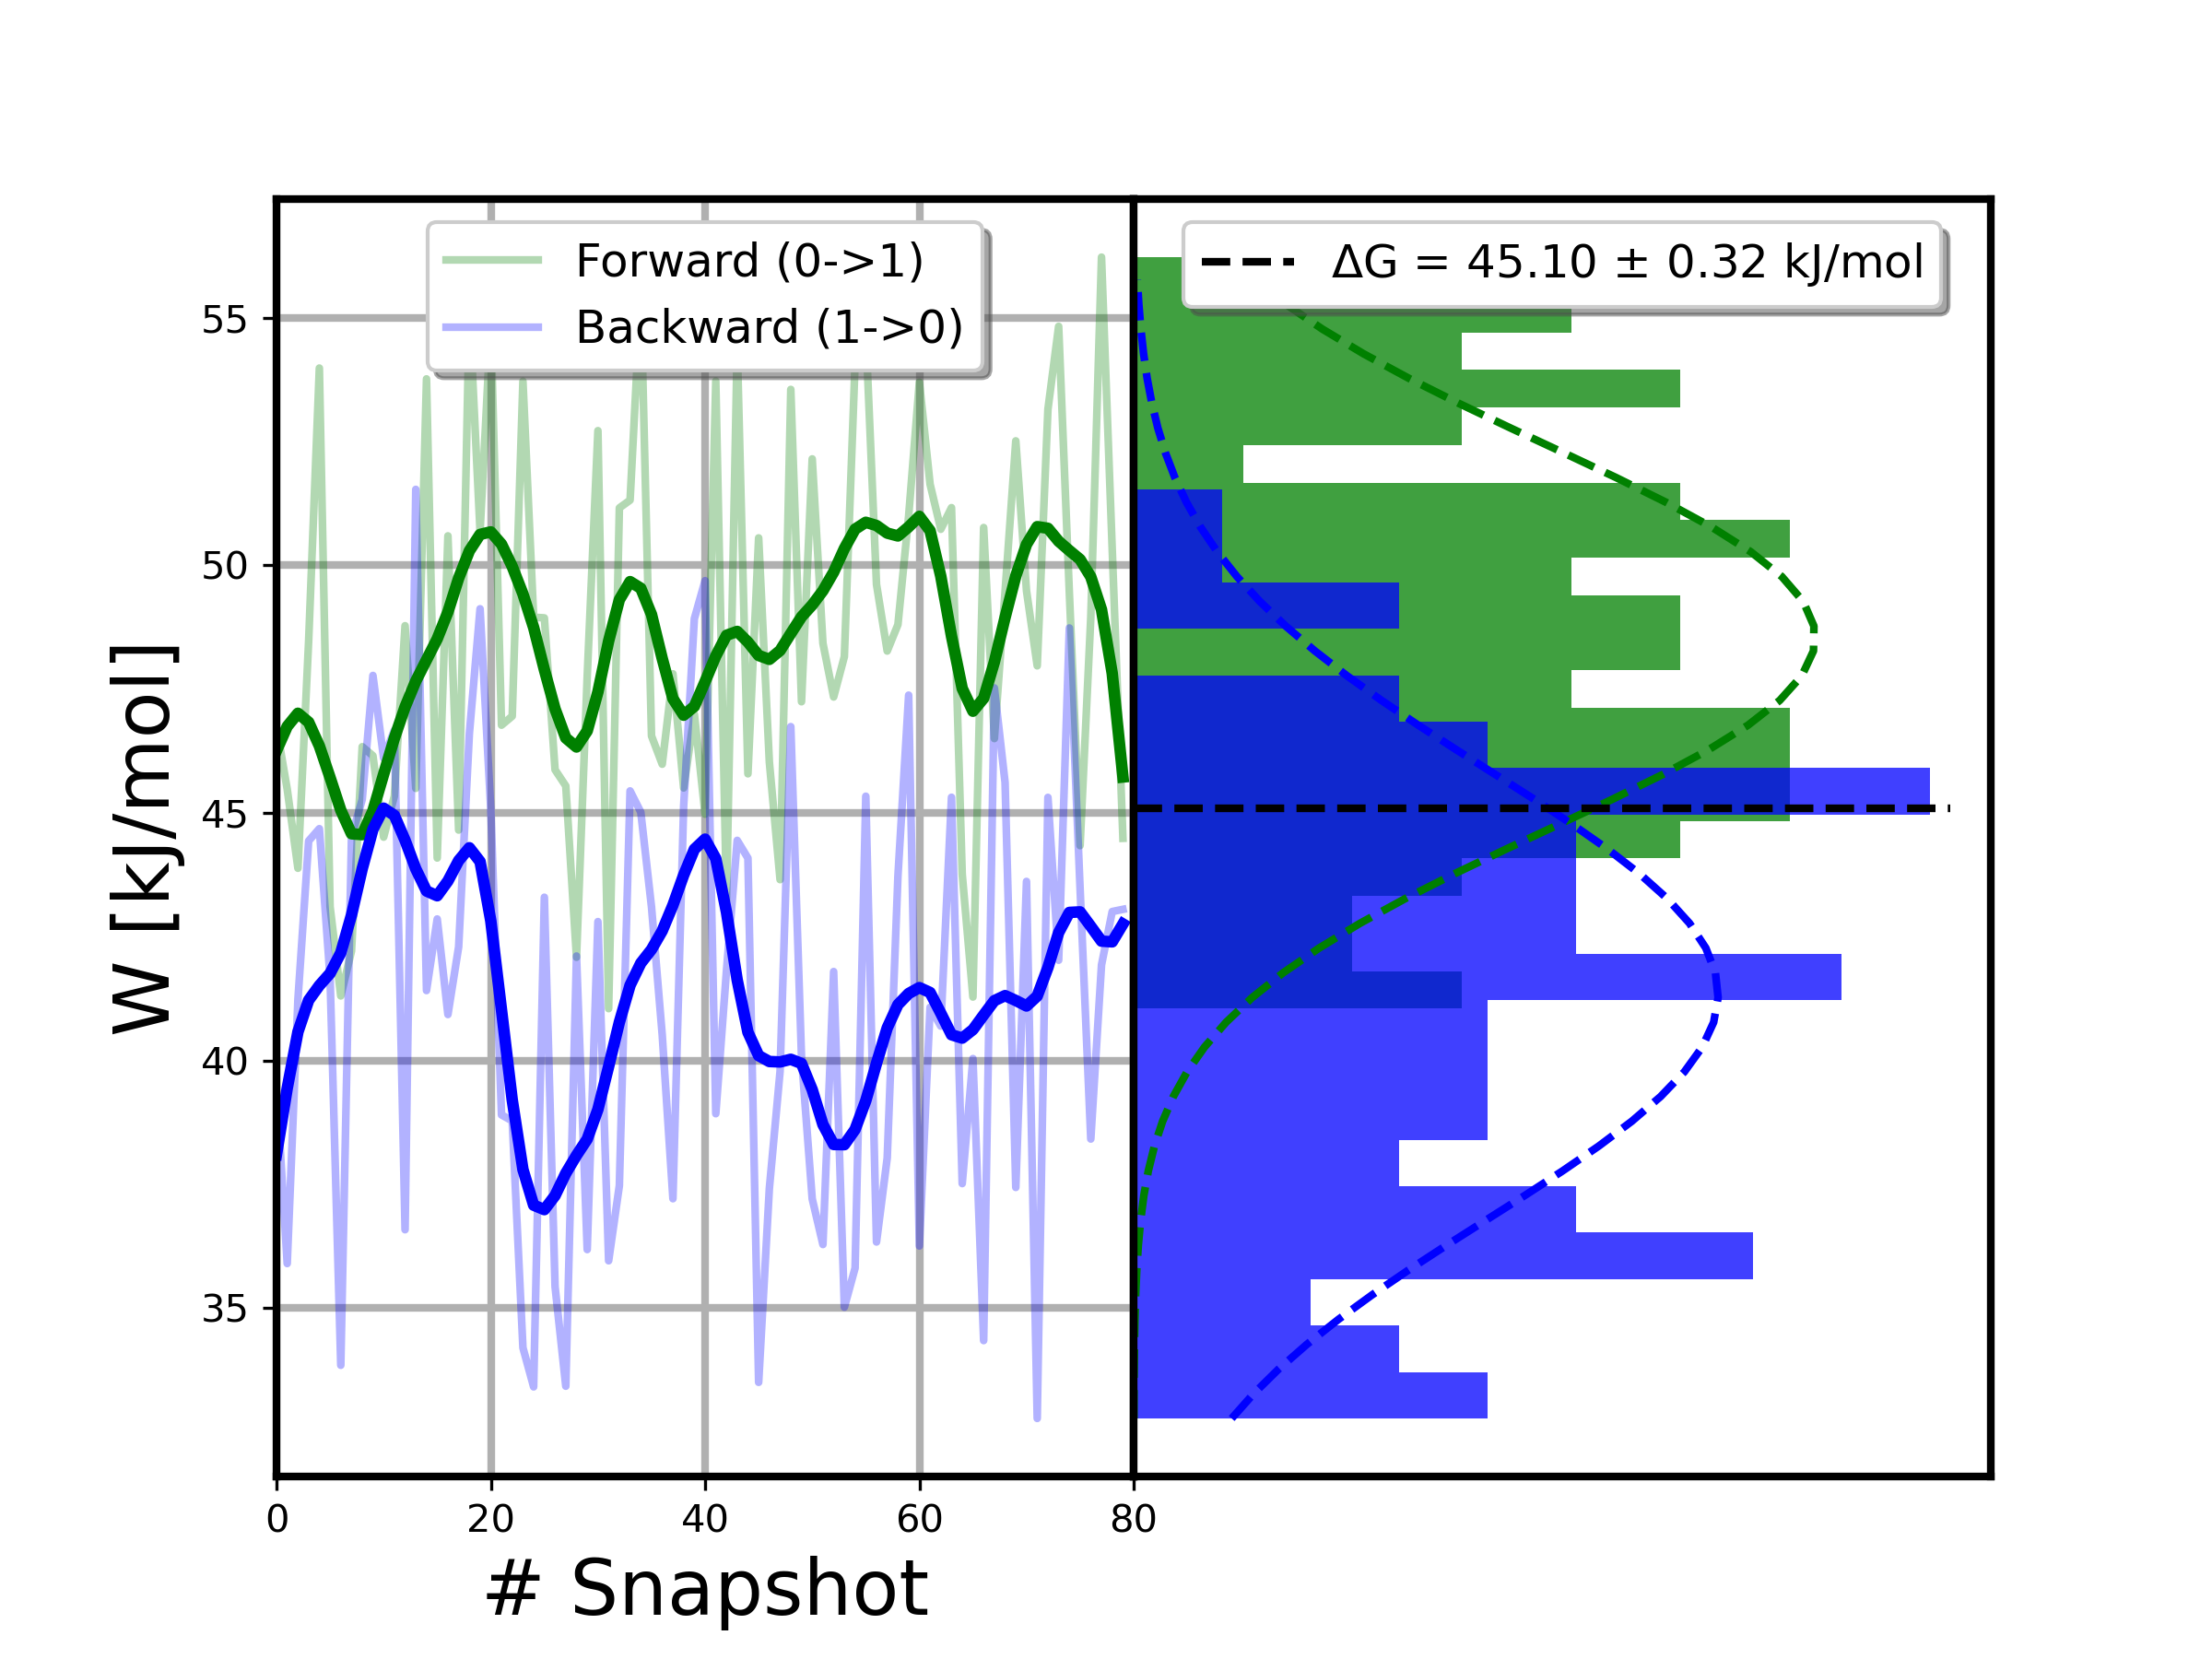 Forward (0->1)
Backward (1->0)
ΔG = 45.10 ± 0.32 kJ/mol
55
50
45
40
35
W [kJ/mol]
0 20 40 60 80
# Snapshot